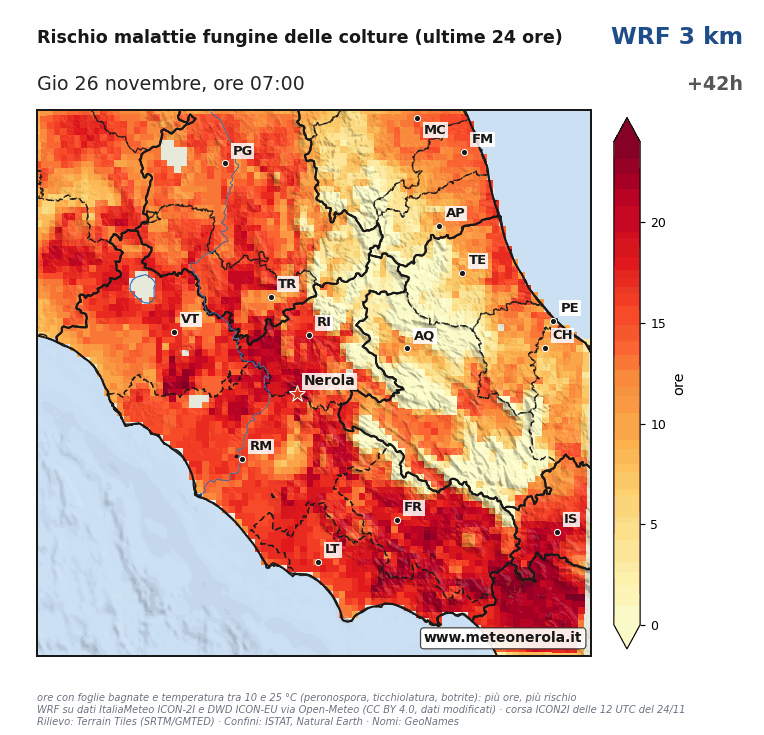 Rischio malattie fungine delle colture (ultime 24 ore)
WRF 3 km
Gio 26 novembre, ore 07:00
+42h
MC
FM
PG
AP
TE
TR
PE
VT
RI
AQ
CH
Nerola
RM
FR
IS
LT
www.meteonerola.it
20
15
10
5
0
ore
ore con foglie bagnate e temperatura tra 10 e 25 °C (peronospora, ticchiolatura, botrite): più ore, più rischio
WRF su dati ItaliaMeteo ICON-2I e DWD ICON-EU via Open-Meteo (CC BY 4.0, dati modificati) · corsa ICON2I delle 12 UTC del 24/11
Rilievo: Terrain Tiles (SRTM/GMTED) · Confini: ISTAT, Natural Earth · Nomi: GeoNames